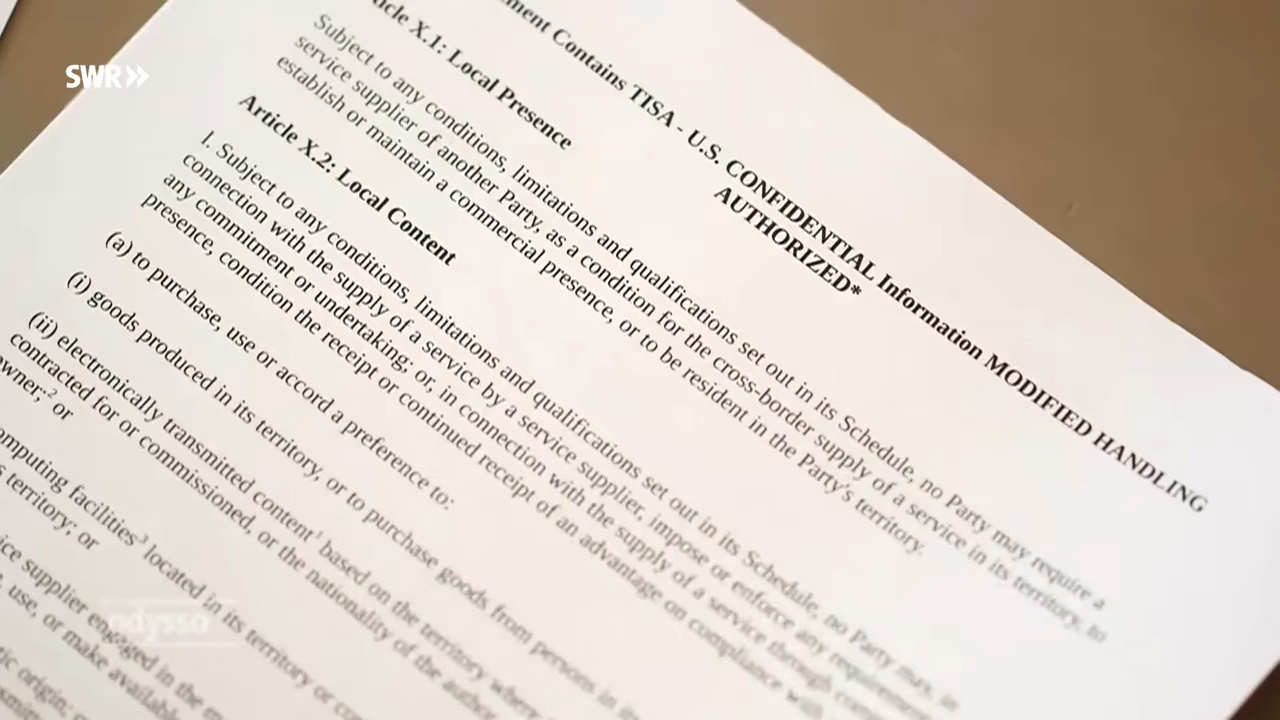 SWR»
ment Contains TISA - U.S. CONFIDENTIAL Information MODIFIED HANDLING
AUTHORIZED*
X.1: Local Presence
Subject to any conditions, limitations and qualifications set out in its Schedule, no Party may require a
service supplier of another Party, as a condition for the cross-border supply of a service in its territory, to
establish or maintain a commercial presence, or to be resident in the Party's territory.
Article X.2: Local Content
1. Subject to any conditions, limitations and qualifications set out in its Schedule, no Party may, in
connection with the supply of a service by a service supplier, impose or enforce any requirement
any commitment or undertaking; or, in connection with the supply of a service through
presence, condition the receipt or continued receipt of an advantage on compliance with
(a) to purchase, use or accord a preference to:
(i) goods produced in its territory, or to purchase goods from persons in its
(ii) electronically transmitted content¹ based on the territory where
contracted for or commissioned, or the nationality of the author
owner;² or
computing facilities³ located in its territory or
territory; or
supplier engaged in the
use, or make available
origin;
odysso